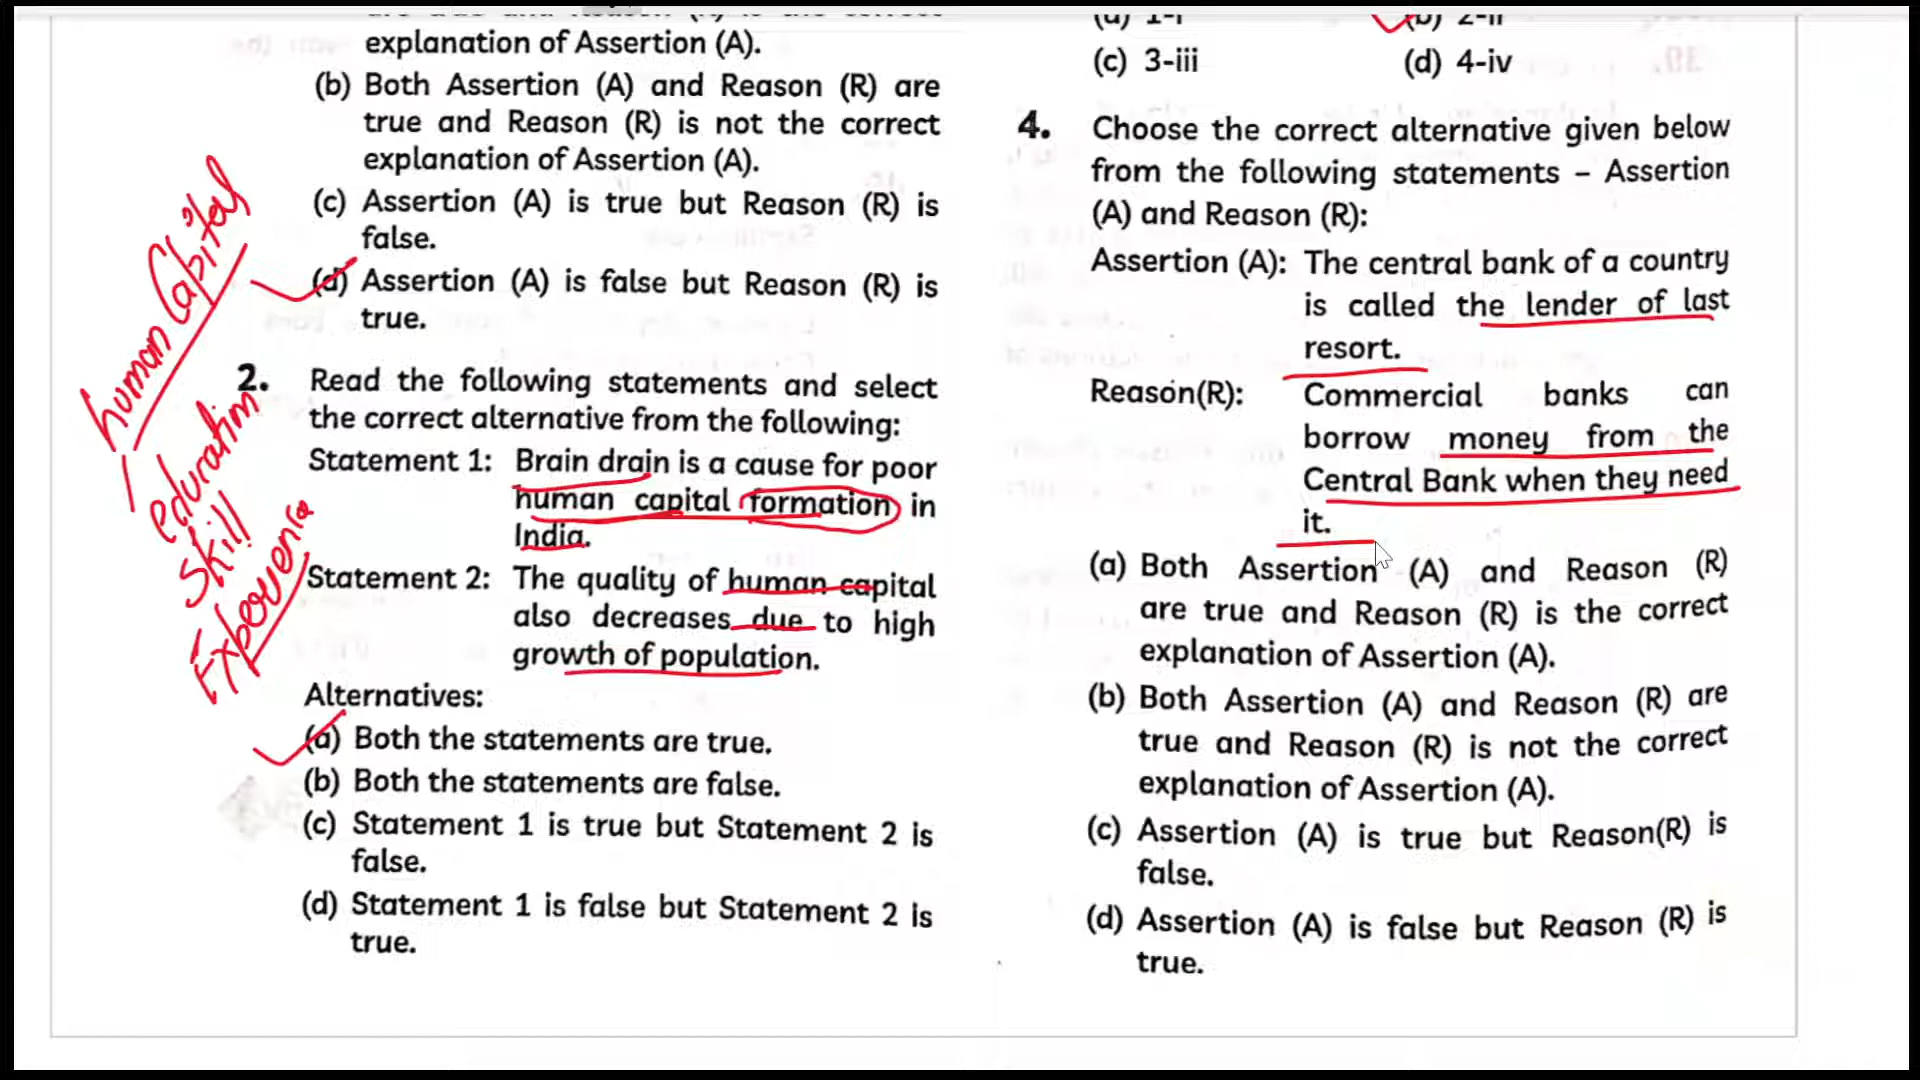 explanation of Assertion (A).
(b) Both Assertion (A) and Reason (R) are
true and Reason (R) is not the correct
explanation of Assertion (A).
(c) Assertion (A) is true but Reason (R) is
false.
(d) Assertion (A) is false but Reason (R) is
true.
human Capital
education
Skill
Experience
2. Read the following statements and select
the correct alternative from the following:
Statement 1: Brain drain is a cause for poor
human capital formation in
India.
Statement 2: The quality of human capital
also decreases due to high
growth of population.
Alternatives:
(a) Both the statements are true.
(b) Both the statements are false.
(c) Statement 1 is true but Statement 2 is
false.
(d) Statement 1 is false but Statement 2 is
true.
(a) 1-i (b) 2-ii
(c) 3-iii (d) 4-iv
4. Choose the correct alternative given below
from the following statements – Assertion
(A) and Reason (R):
Assertion (A): The central bank of a country
is called the lender of last
resort.
Reason(R): Commercial banks can
borrow money from the
Central Bank when they need
it.
(a) Both Assertion (A) and Reason (R)
are true and Reason (R) is the correct
explanation of Assertion (A).
(b) Both Assertion (A) and Reason (R) are
true and Reason (R) is not the correct
explanation of Assertion (A).
(c) Assertion (A) is true but Reason(R) is
false.
(d) Assertion (A) is false but Reason (R) is
true.